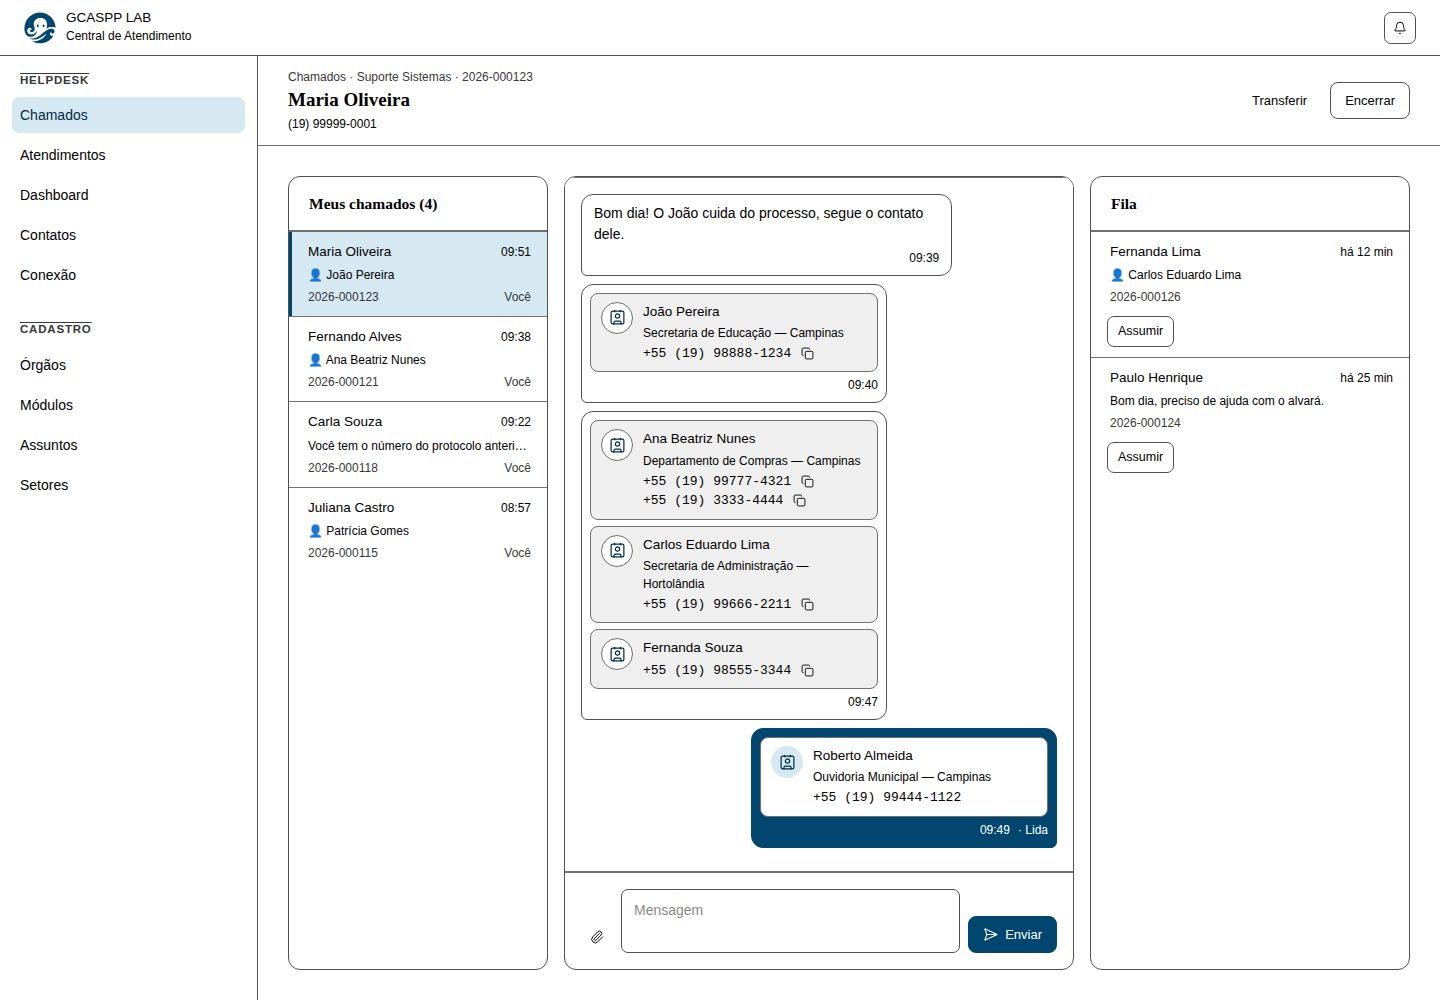 GCASPP LAB
Central de Atendimento
HELPDESK
Chamados
Atendimentos
Dashboard
Contatos
Conexão
CADASTRO
Órgãos
Módulos
Assuntos
Setores
Chamados · Suporte Sistemas · 2026-000123
Maria Oliveira
(19) 99999-0001
Transferir
Encerrar
Meus chamados (4)
Maria Oliveira 09:51
👤 João Pereira
2026-000123 Você
Fernando Alves 09:38
👤 Ana Beatriz Nunes
2026-000121 Você
Carla Souza 09:22
Você tem o número do protocolo anteri…
2026-000118 Você
Juliana Castro 08:57
👤 Patrícia Gomes
2026-000115 Você
Bom dia! O João cuida do processo, segue o contato
dele.
09:39
João Pereira
Secretaria de Educação — Campinas
+55 (19) 98888-1234
09:40
Ana Beatriz Nunes
Departamento de Compras — Campinas
+55 (19) 99777-4321
+55 (19) 3333-4444
Carlos Eduardo Lima
Secretaria de Administração —
Hortolândia
+55 (19) 99666-2211
Fernanda Souza
+55 (19) 98555-3344
09:47
Roberto Almeida
Ouvidoria Municipal — Campinas
+55 (19) 99444-1122
09:49 · Lida
Mensagem
Enviar
Fila
Fernanda Lima há 12 min
👤 Carlos Eduardo Lima
2026-000126
Assumir
Paulo Henrique há 25 min
Bom dia, preciso de ajuda com o alvará.
2026-000124
Assumir